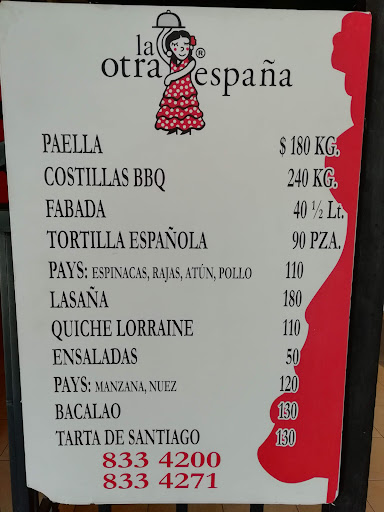 la
otra ® españa
PAELLA $ 180 KG.
COSTILLAS BBQ 240 KG.
FABADA 40 ½ Lt.
TORTILLA ESPAÑOLA 90 PZA.
PAYS: ESPINACAS, RAJAS, ATÚN, POLLO 110
LASAÑA 180
QUICHE LORRAINE 110
ENSALADAS 50
PAYS: MANZANA, NUEZ 120
BACALAO 130
TARTA DE SANTIAGO 130
833 4200
833 4271